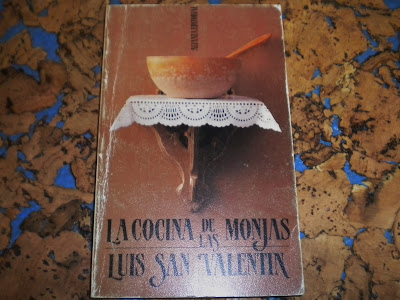 LA COCINA DE LAS MONJAS
LUIS SAN VALENTIN